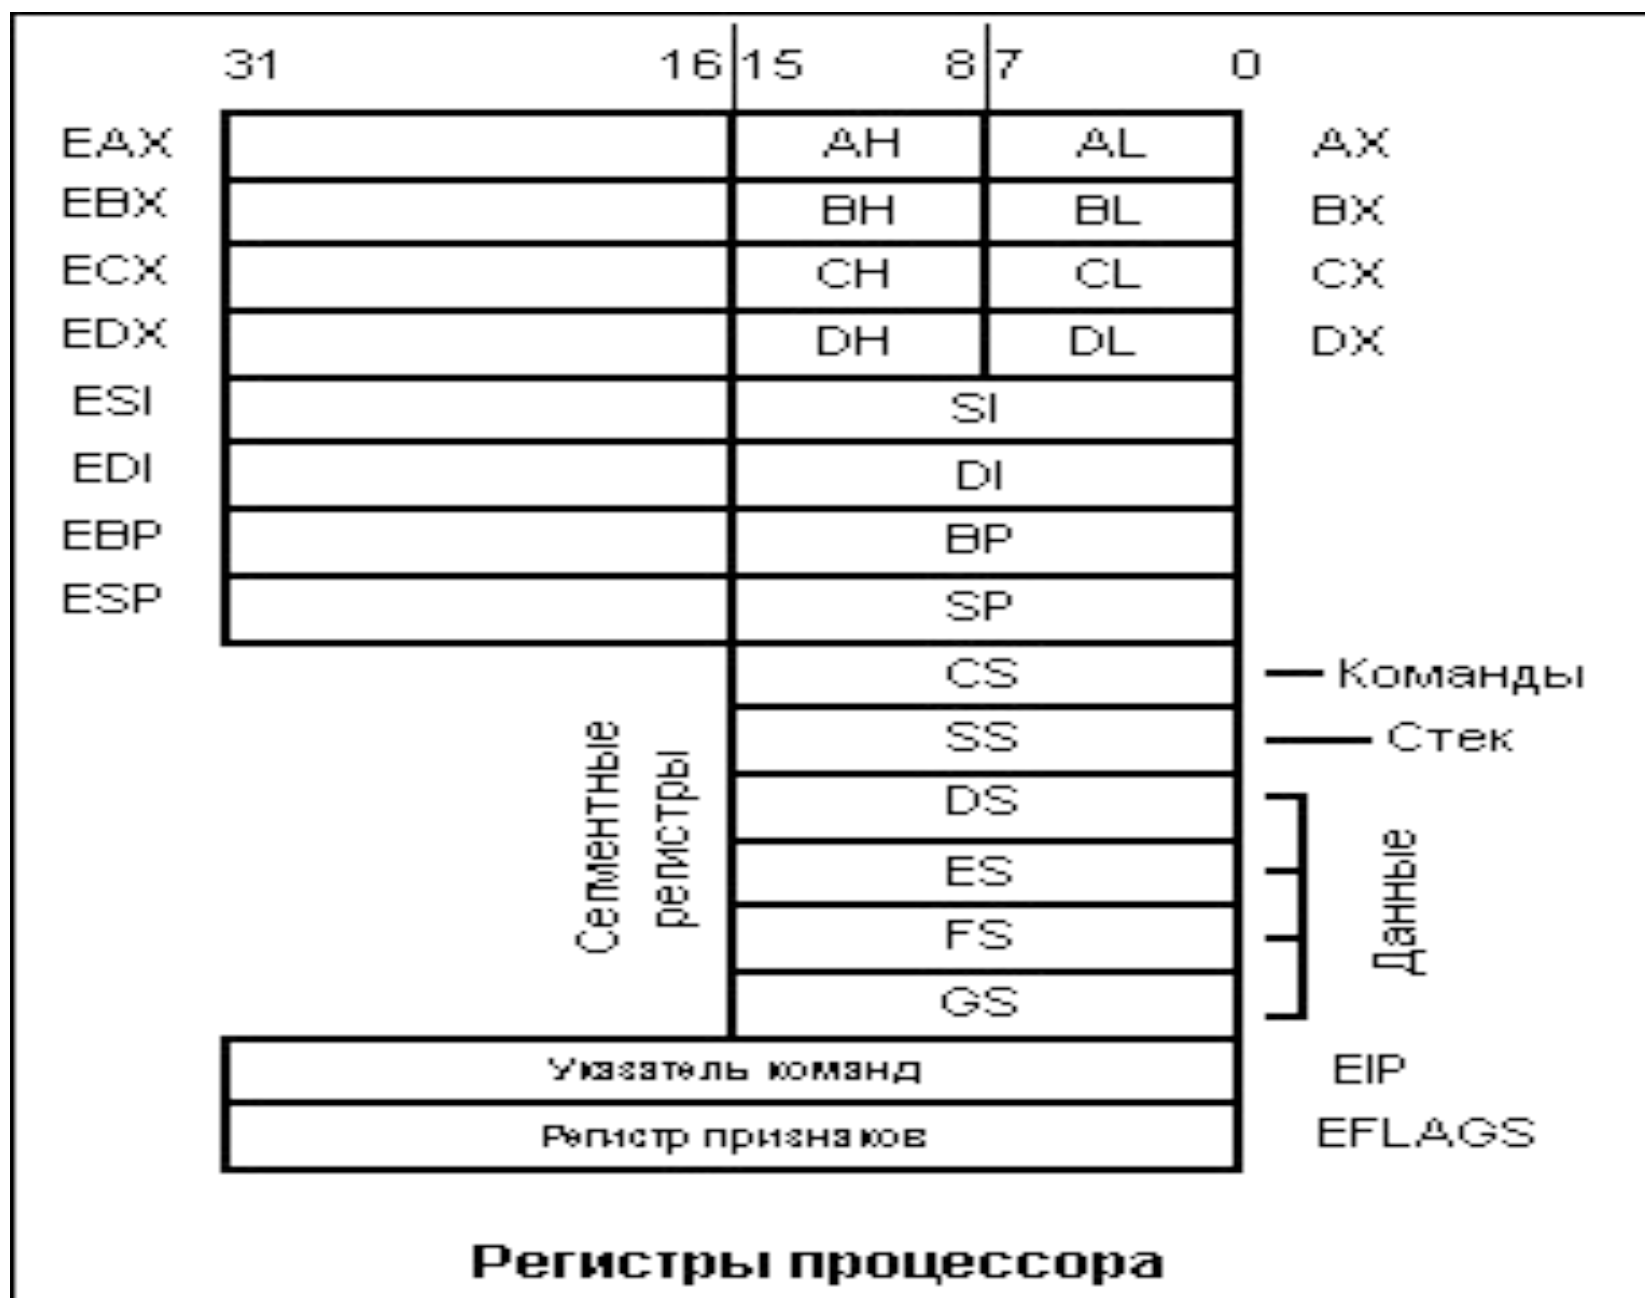 31 16 15 8 7 0
EAX AH AL AX
EBX BH BL BX
ECX CH CL CX
EDX DH DL DX
ESI SI
EDI DI
EBP BP
ESP SP
CS Команды
SS Стек
DS
ES
FS
GS
Сегментные
регистры
Данные
Указатель команд EIP
Регистр признаков EFLAGS
Регистры процессора